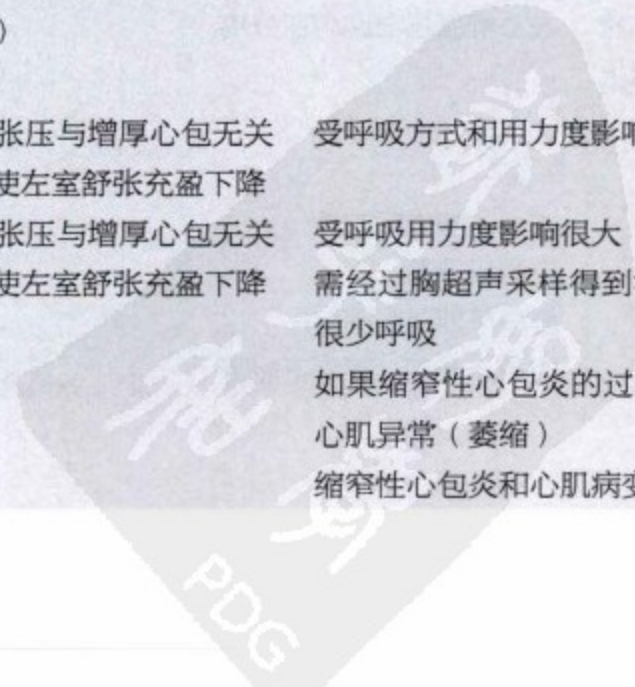 ）
张压与增厚心包无关 受呼吸方式和用力度影响
使左室舒张充盈下降
张压与增厚心包无关 受呼吸用力度影响很大
使左室舒张充盈下降 需经过胸超声采样得到
很少呼吸
如果缩窄性心包炎的过
心肌异常（萎缩）
缩窄性心包炎和心肌病变
PDG